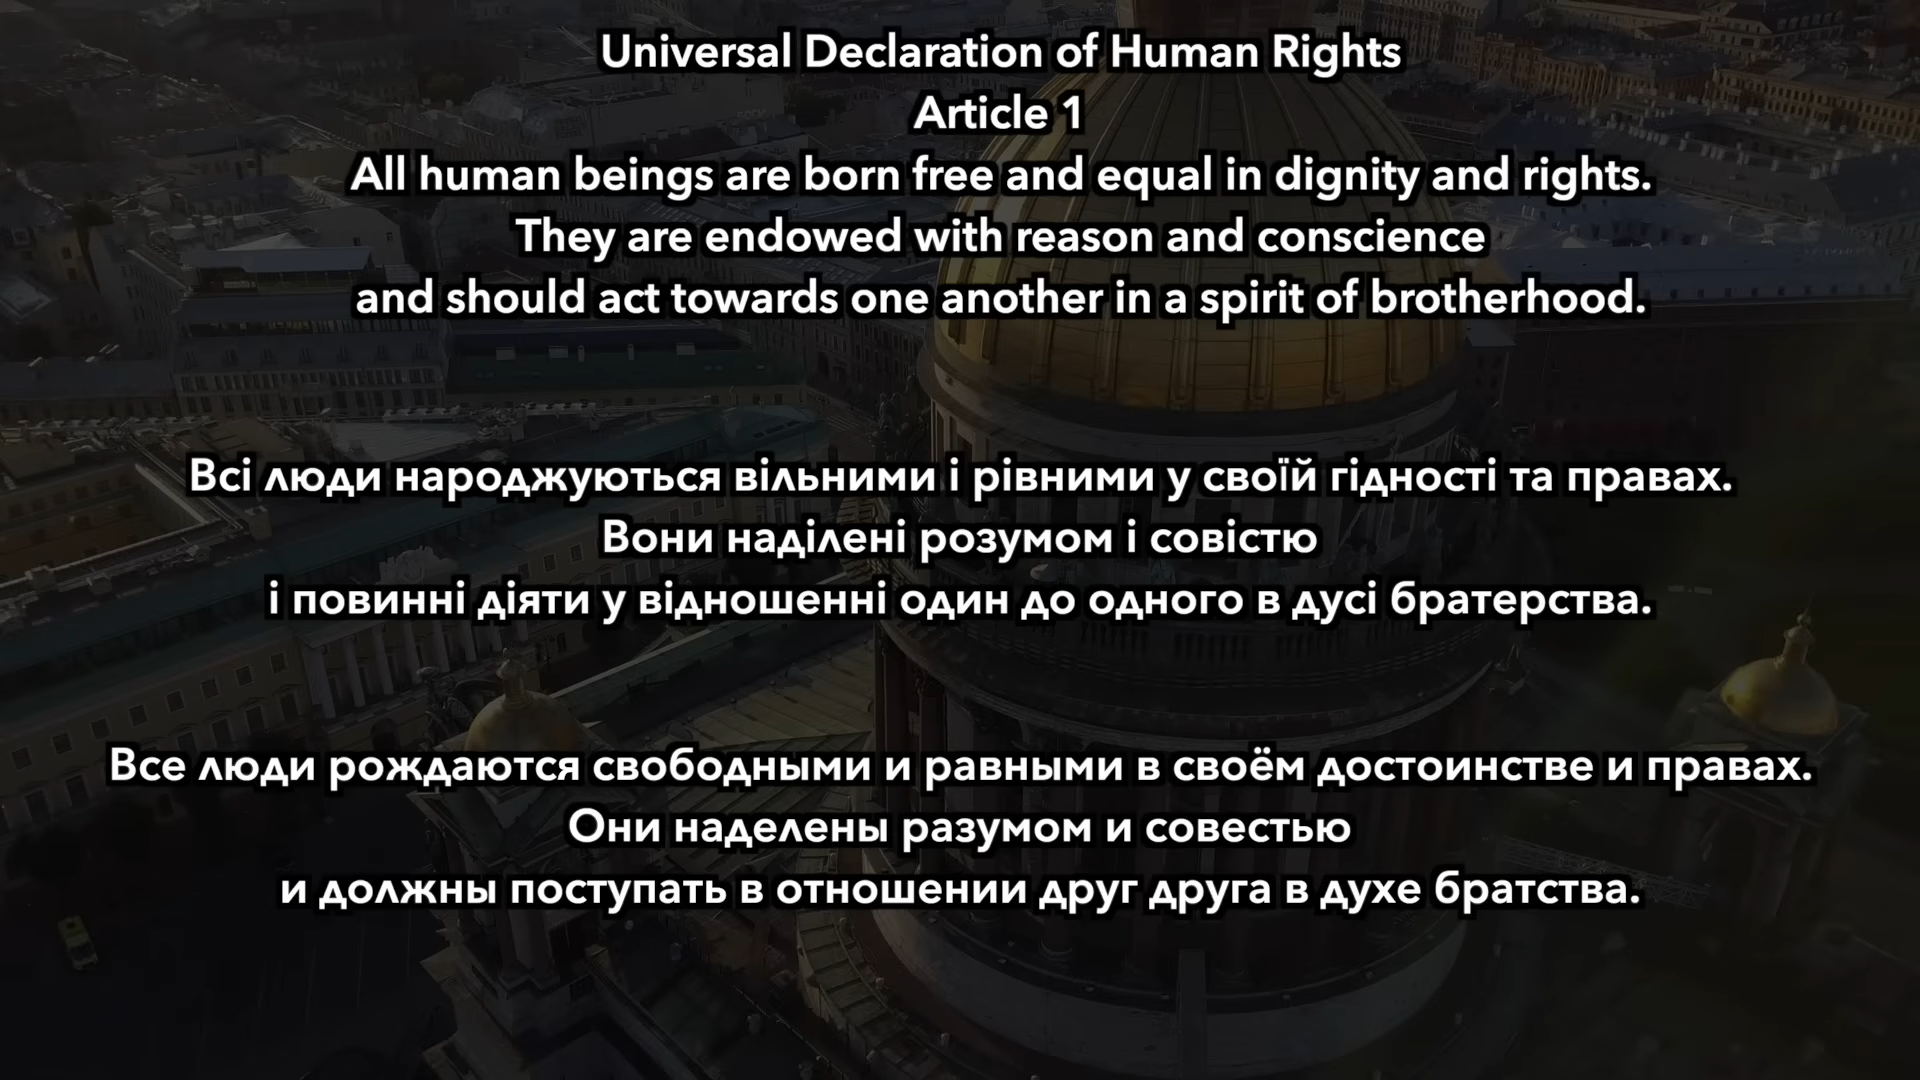 Universal Declaration of Human Rights
Article 1
All human beings are born free and equal in dignity and rights.
They are endowed with reason and conscience
and should act towards one another in a spirit of brotherhood.
Всі люди народжуються вільними і рівними у своїй гідності та правах.
Вони наділені розумом і совістю
і повинні діяти у відношенні один до одного в дусі братерства.
Все люди рождаются свободными и равными в своём достоинстве и правах.
Они наделены разумом и совестью
и должны поступать в отношении друг друга в духе братства.